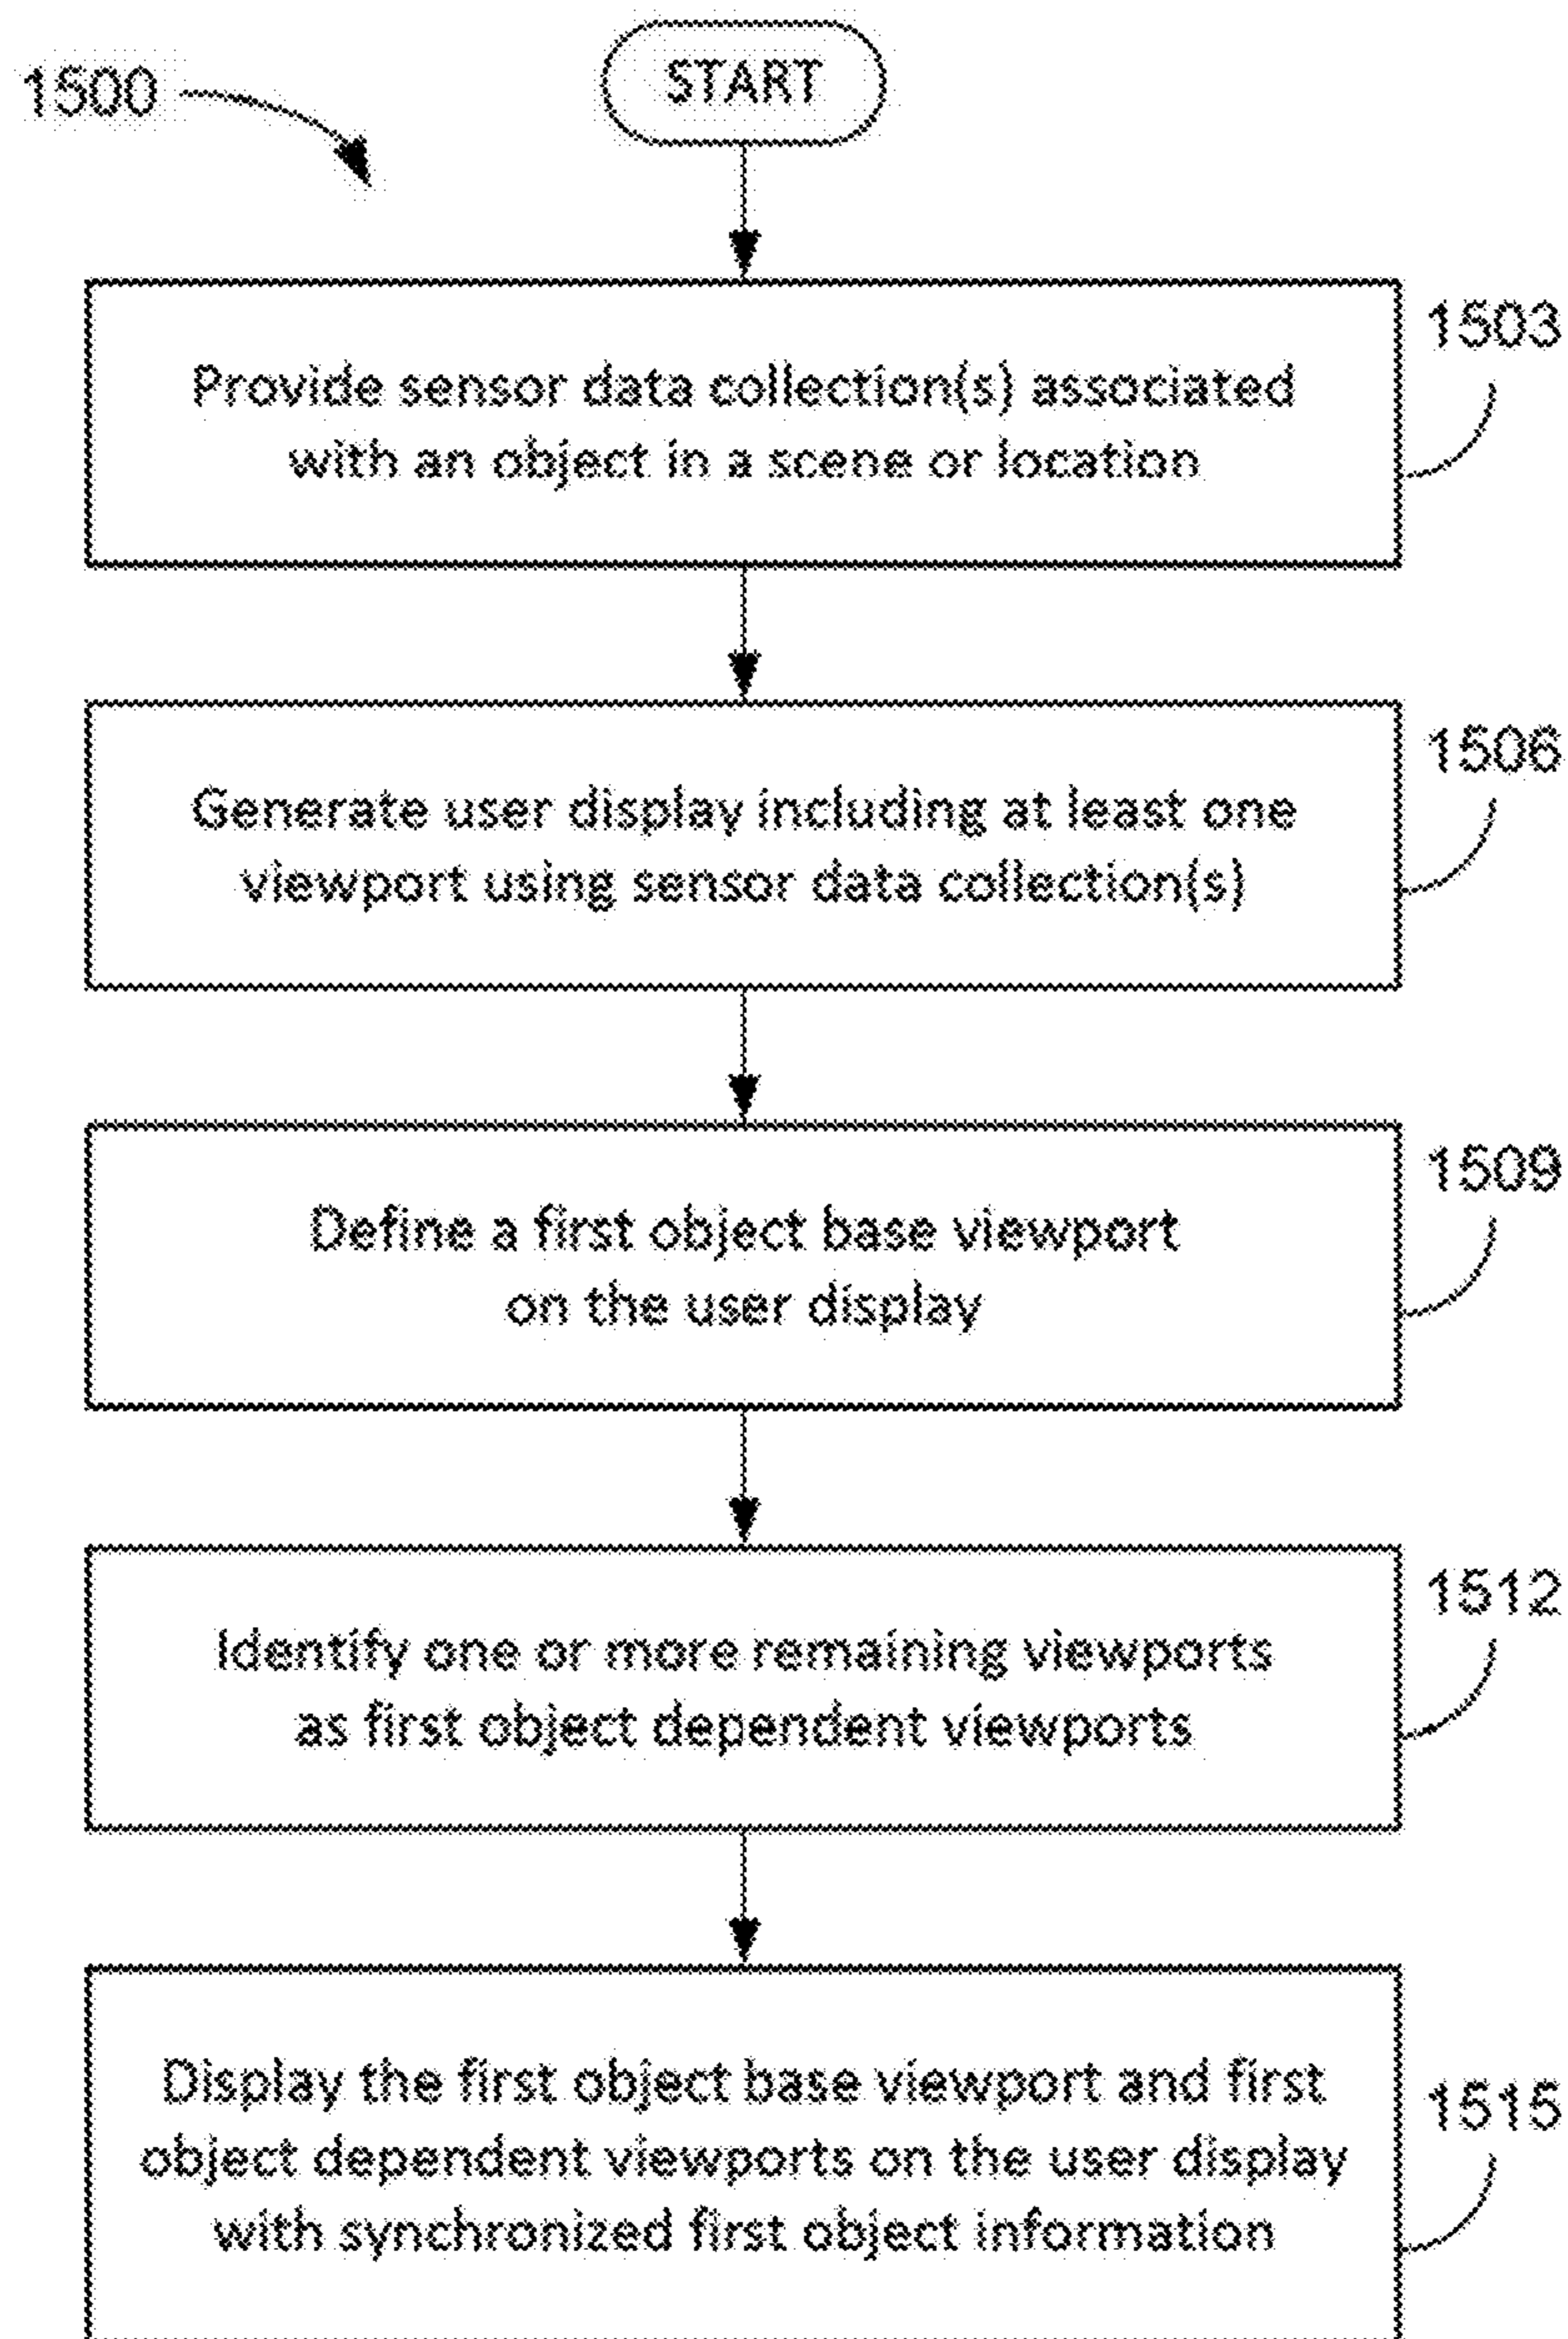 START
1500
Provide sensor data collection(s) associated
with an object in a scene or location
1503
Generate user display including at least one
viewport using sensor data collection(s)
1506
Define a first object base viewport
on the user display
1509
Identify one or more remaining viewports
as first object dependent viewports
1512
Display the first object base viewport and first
object dependent viewports on the user display
with synchronized first object information
1515